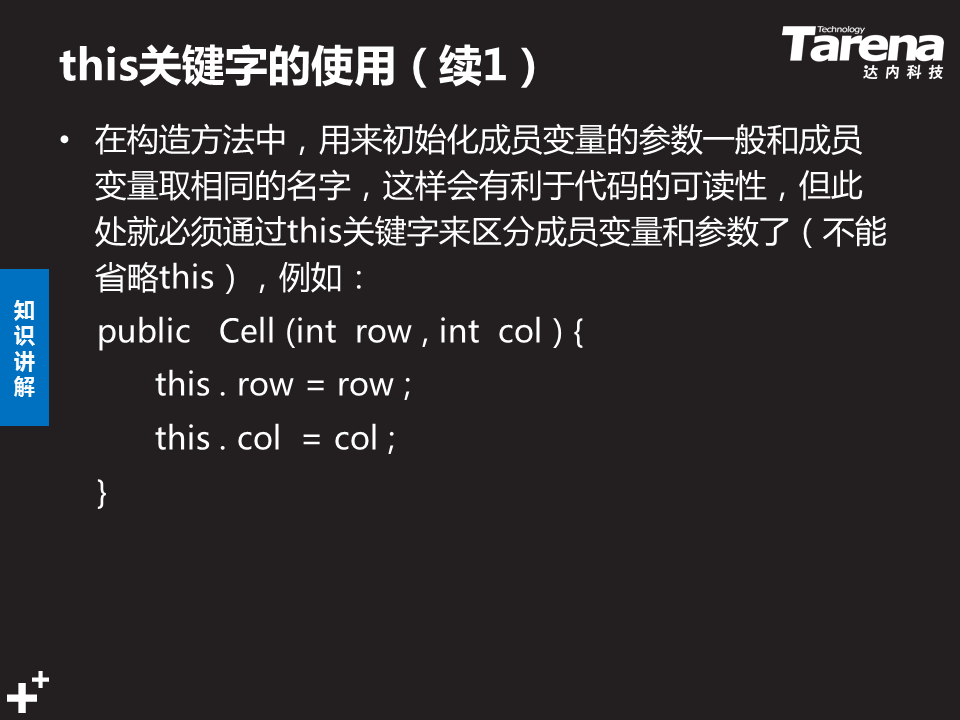 this关键字的使用（续1）
Technology
Tarena
达内科技
• 在构造方法中，用来初始化成员变量的参数一般和成员
变量取相同的名字，这样会有利于代码的可读性，但此
处就必须通过this关键字来区分成员变量和参数了（不能
省略this），例如：
public Cell (int row , int col ) {
this . row = row ;
this . col = col ;
}
知
识
讲
解